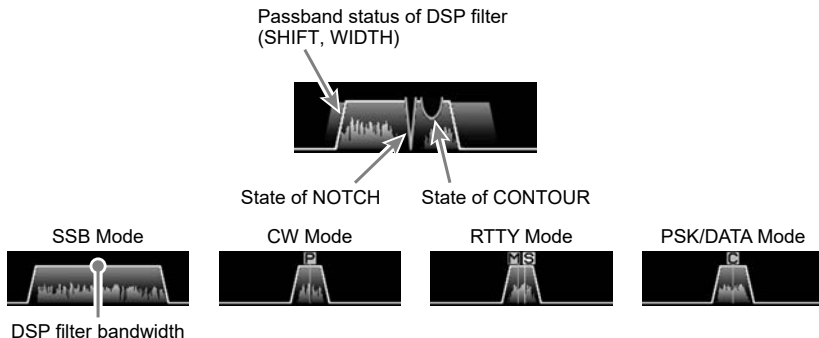 Passband status of DSP filter
(SHIFT, WIDTH)
State of NOTCH
State of CONTOUR
SSB Mode
CW Mode
RTTY Mode
PSK/DATA Mode
P
M S
C
DSP filter bandwidth